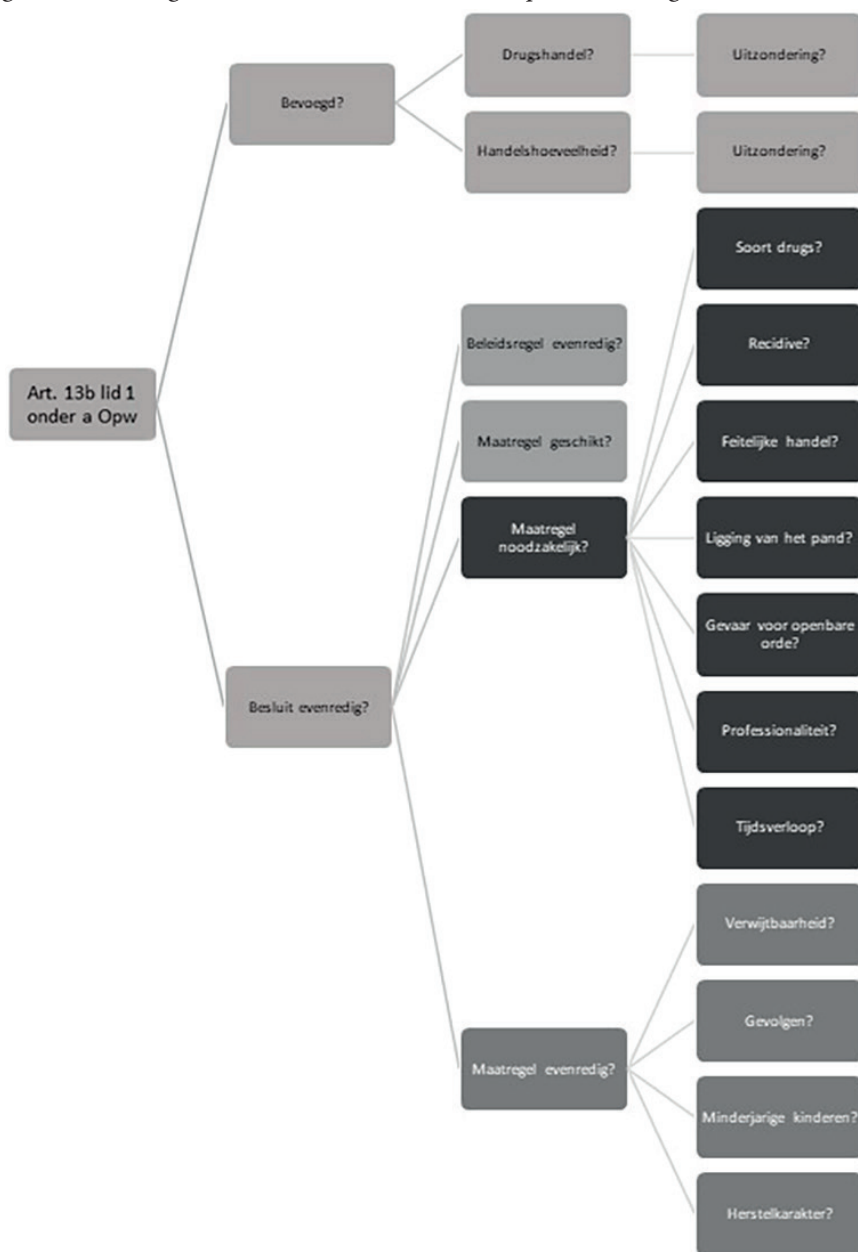 Drugshandel?
Uitzondering?
Bevoegd?
Handelshoeveelheid?
Uitzondering?
Soort drugs?
Beleidsregel evenredig?
Recidive?
Art. 13b lid 1
onder a Opw
Maatregel geschikt?
Feitelijke handel?
Maatregel
noodzakelijk?
Ligging van het pand?
Gevaar voor openbare
orde?
Besluit evenredig?
Professionaliteit?
Tijdsverloop?
Verwijtbaarheid?
Gevolgen?
Maatregel evenredig?
Minderjarige kinderen?
Herstelkarakter?